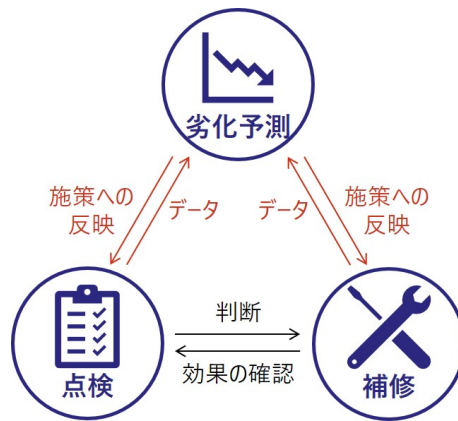 劣化予測
施策への
反映
データ
データ
施策への
反映
点検
判断
効果の確認
補修